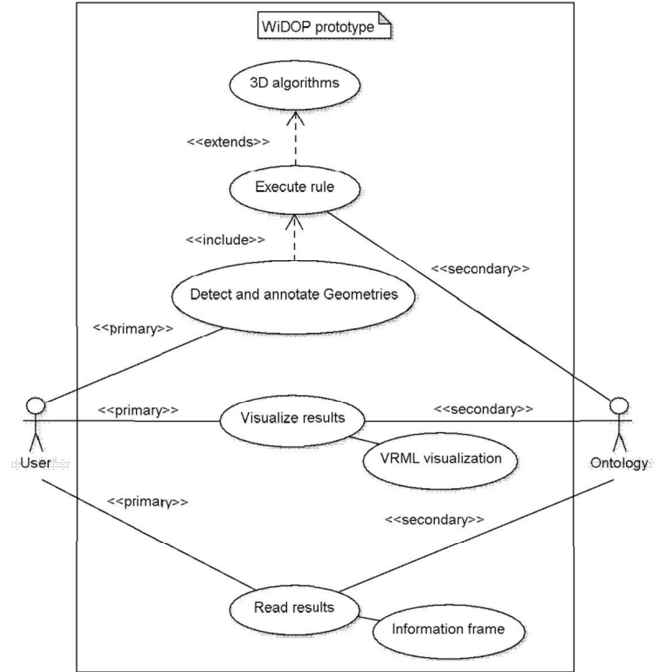 WiDOP prototype
3D algorithms
<<extends>>
Execute rule
<<include>>
<<secondary>>
Detect and annotate Geometries
<<primary>>
<<primary>>
Visualize results
<<secondary>>
VRML visualization
User
Ontology
<<primary>>
<<secondary>>
Read results
Information frame